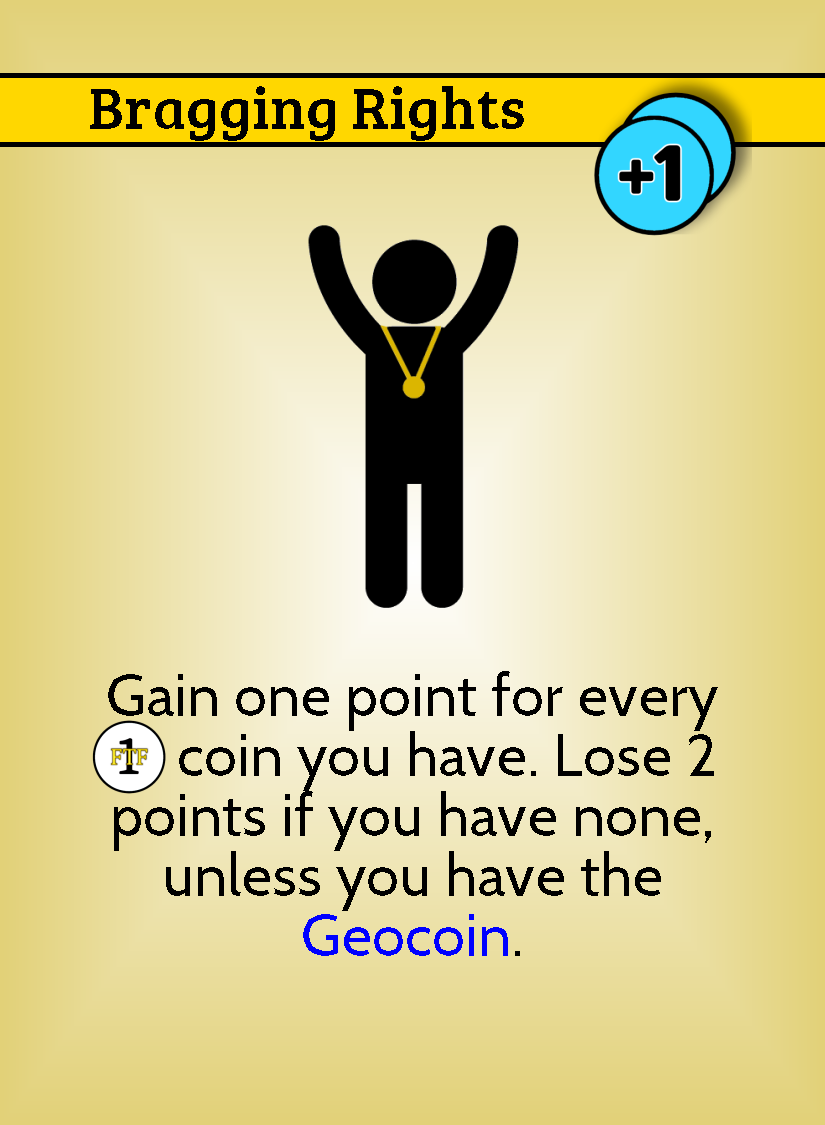 Bragging Rights
+1
Gain one point for every
1 FTF coin you have. Lose 2
points if you have none,
unless you have the
Geocoin.